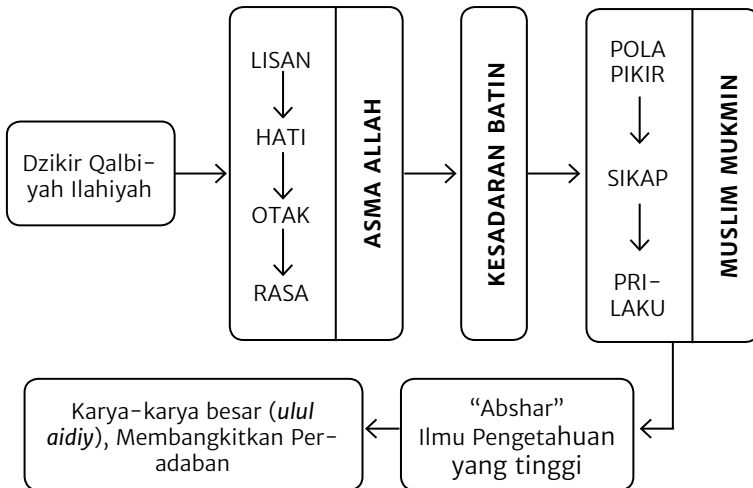 Dzikir Qalbi-
yah Ilahiyah
LISAN
HATI
OTAK
RASA
ASMA ALLAH
KESADARAN BATIN
POLA
PIKIR
SIKAP
PRI-
LAKU
MUSLIM MUKMIN
“Abshar”
Ilmu Pengetahuan
yang tinggi
Karya-karya besar (ulul
aidiy), Membangkitkan Per-
adaban